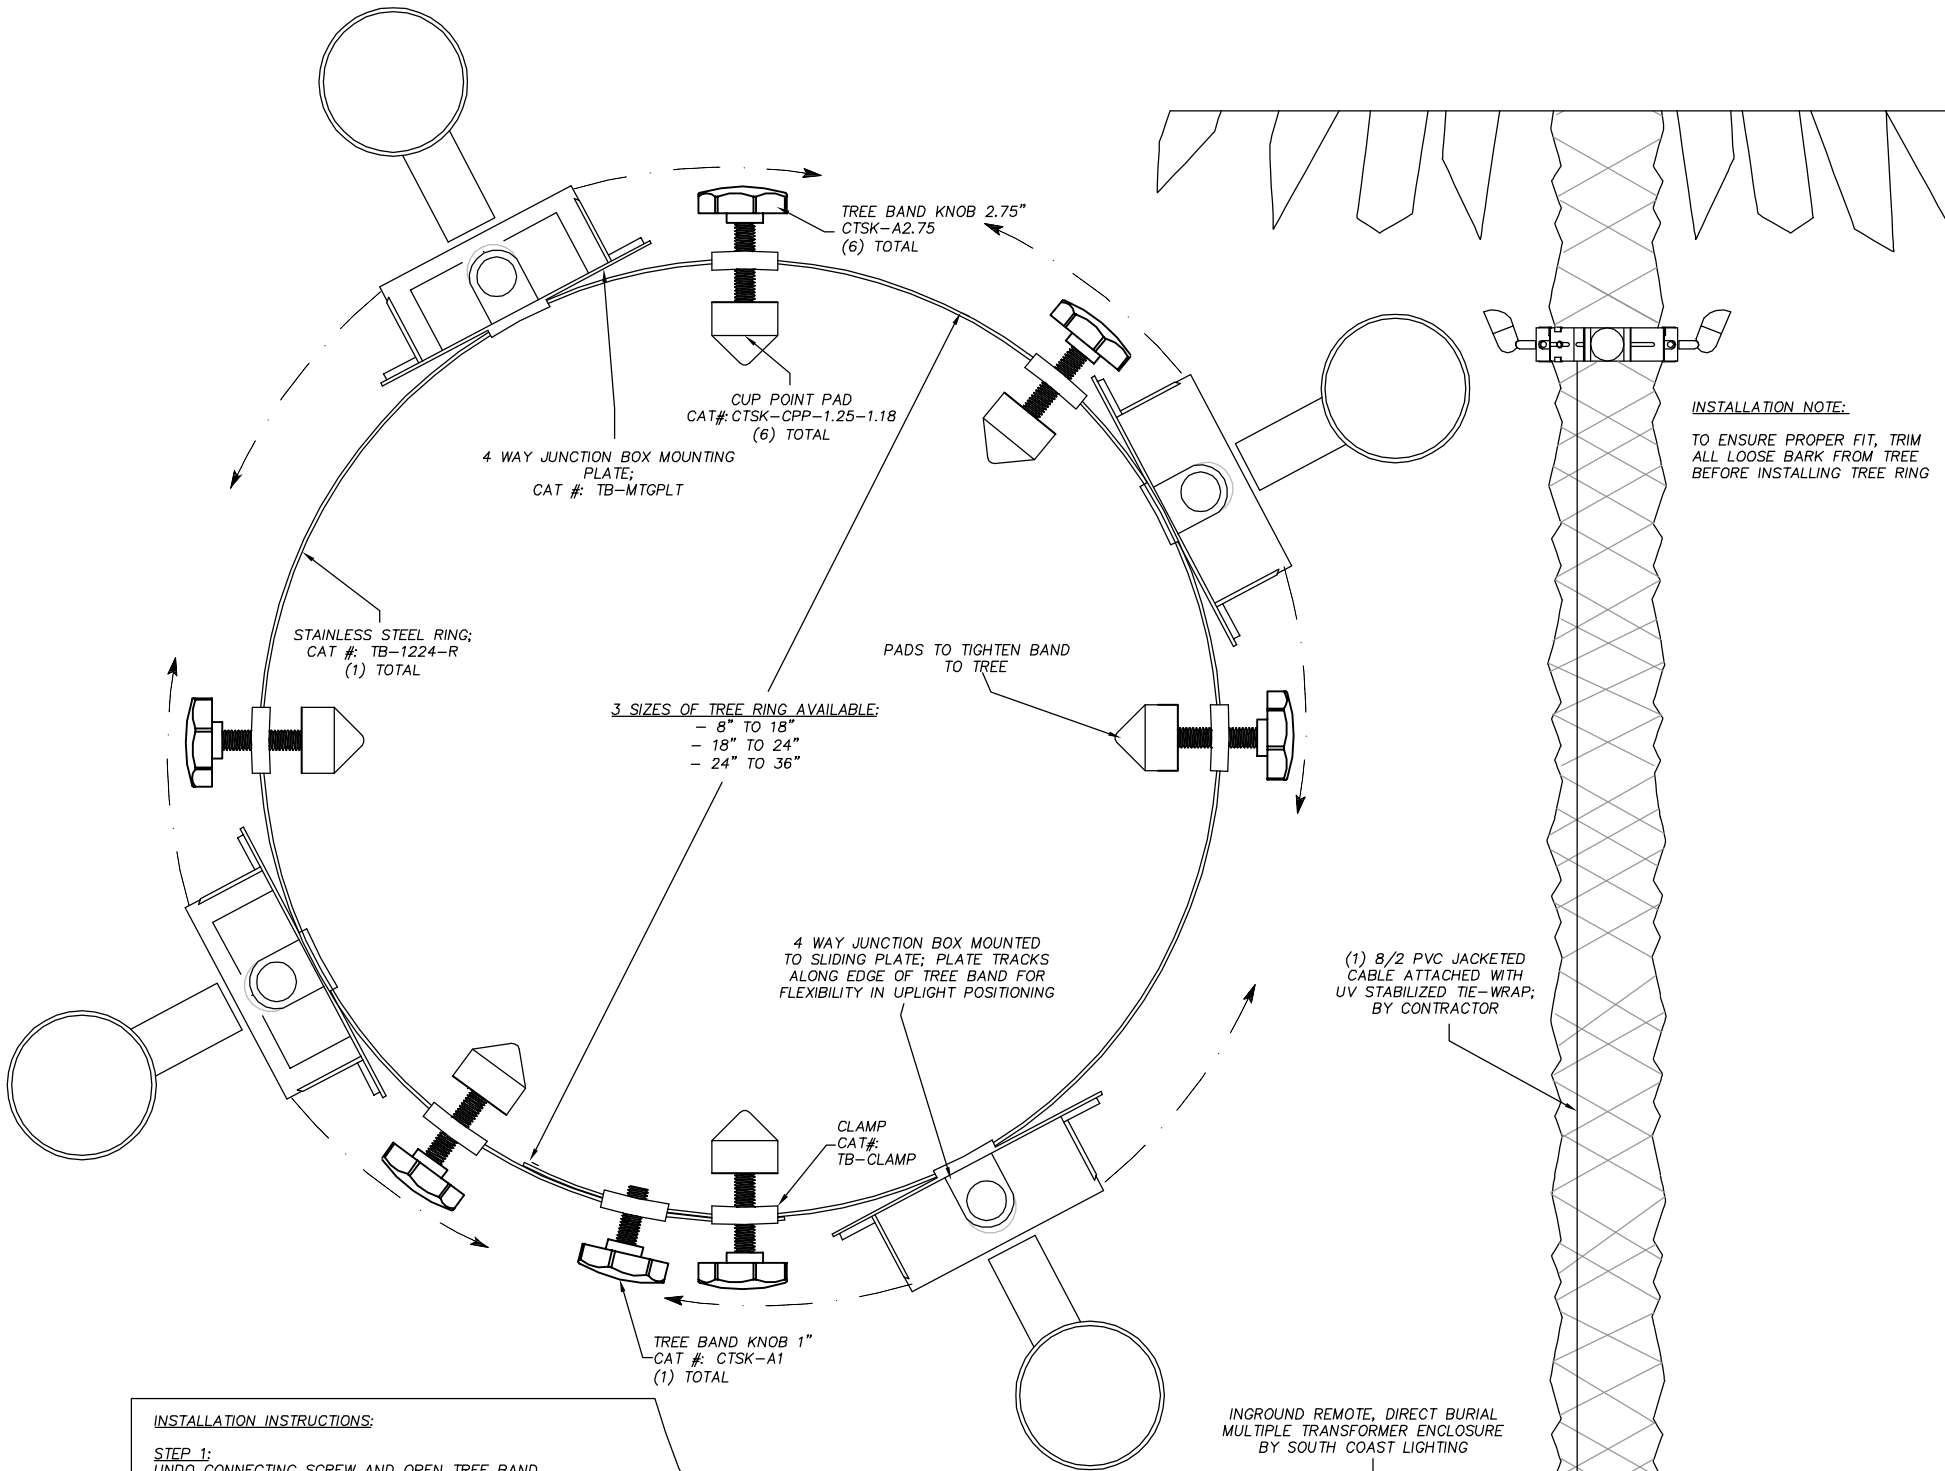 TREE BAND KNOB 2.75"
CTSK-A2.75
(6) TOTAL
CUP POINT PAD
CAT#: CTSK-CPP-1.25-1.18
(6) TOTAL
4 WAY JUNCTION BOX MOUNTING
PLATE;
CAT #: TB-MTGPLT
INSTALLATION NOTE:
TO ENSURE PROPER FIT, TRIM
ALL LOOSE BARK FROM TREE
BEFORE INSTALLING TREE RING
STAINLESS STEEL RING;
CAT #: TB-1224-R
(1) TOTAL
PADS TO TIGHTEN BAND
TO TREE
3 SIZES OF TREE RING AVAILABLE:
- 8" TO 18"
- 18" TO 24"
- 24" TO 36"
4 WAY JUNCTION BOX MOUNTED
TO SLIDING PLATE; PLATE TRACKS
ALONG EDGE OF TREE BAND FOR
FLEXIBILITY IN UPLIGHT POSITIONING
(1) 8/2 PVC JACKETED
CABLE ATTACHED WITH
UV STABILIZED TIE-WRAP;
BY CONTRACTOR
CLAMP
CAT#:
TB-CLAMP
TREE BAND KNOB 1"
CAT #: CTSK-A1
(1) TOTAL
INSTALLATION INSTRUCTIONS:
STEP 1:
UNDO CONNECTING SCREW AND OPEN TREE BAND
INGROUND REMOTE, DIRECT BURIAL
MULTIPLE TRANSFORMER ENCLOSURE
BY SOUTH COAST LIGHTING